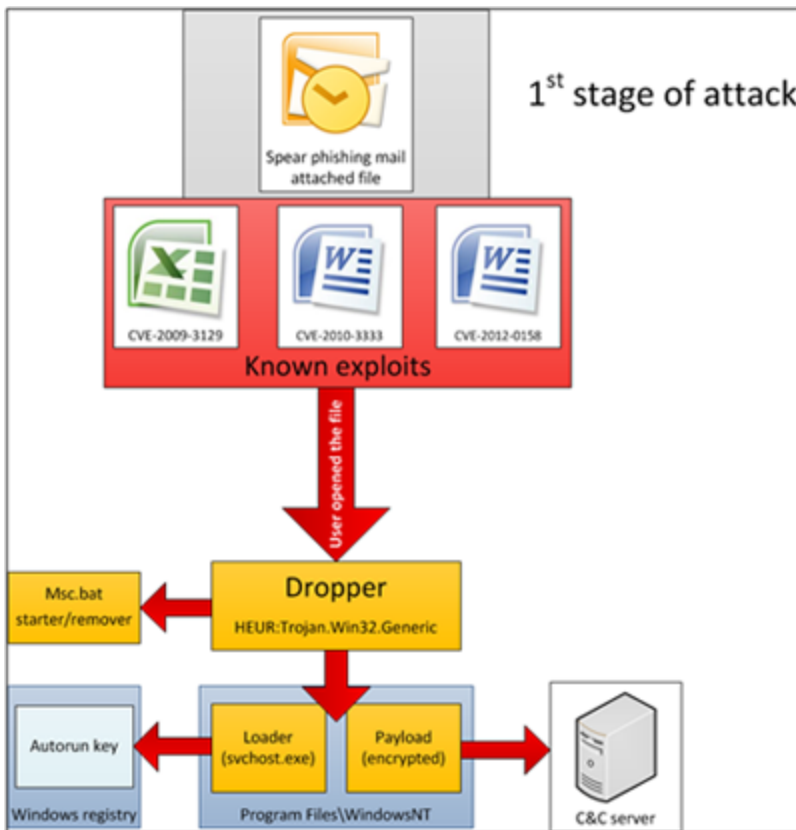 1st stage of attack
Spear phishing mail
attached file
CVE-2009-3129
CVE-2010-3333
CVE-2012-0158
Known exploits
User opened the file
Dropper
HEUR:Trojan.Win32.Generic
Msc.bat
starter/remover
Autorun key
Windows registry
Loader
(svchost.exe)
Payload
(encrypted)
Program Files\WindowsNT
C&C server